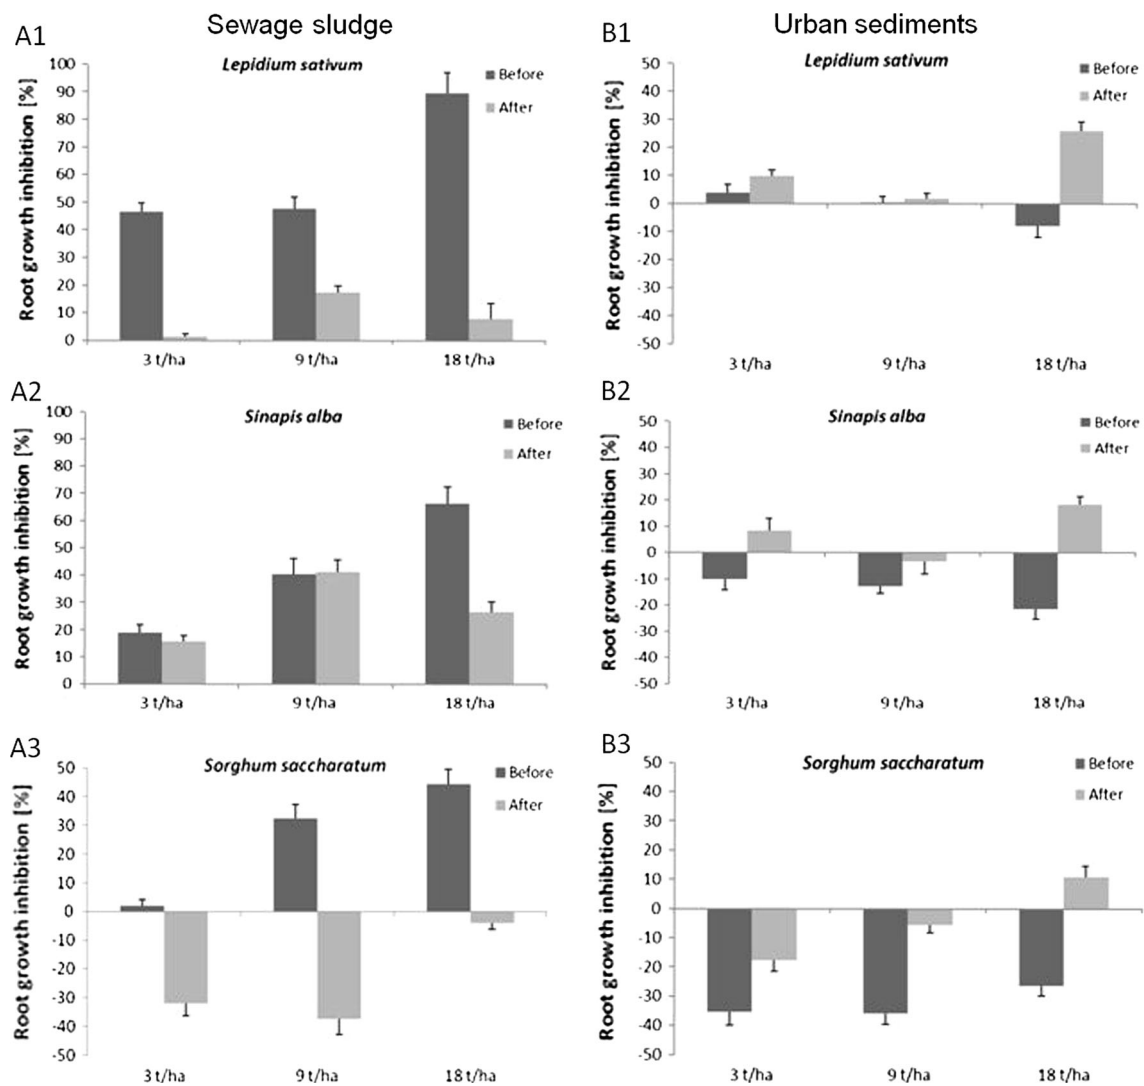 Sewage sludge
Urban sediments
A1
Lepidium sativum
Root growth inhibition [%]
100
90
80
70
60
50
40
30
20
10
0
Before
After
3 t/ha
9 t/ha
18 t/ha
B1
Lepidium sativum
Root growth inhibition [%]
50
40
30
20
10
0
-10
-20
-30
-40
-50
Before
After
3 t/ha
9 t/ha
18 t/ha
A2
Sinapis alba
Root growth inhibition [%]
100
90
80
70
60
50
40
30
20
10
0
Before
After
3 t/ha
9 t/ha
18 t/ha
B2
Sinapis alba
Root growth inhibition [%]
50
40
30
20
10
0
-10
-20
-30
-40
-50
Before
After
3 t/ha
9 t/ha
18 t/ha
A3
Sorghum saccharatum
Root growth inhibition [%]
50
40
30
20
10
0
-10
-20
-30
-40
-50
Before
After
3 t/ha
9 t/ha
18 t/ha
B3
Sorghum saccharatum
Root growth inhibition [%]
50
40
30
20
10
0
-10
-20
-30
-40
-50
Before
After
3 t/ha
9 t/ha
18 t/ha